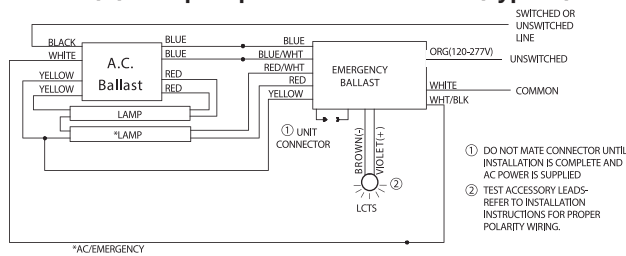 SWITCHED OR
UNSWITCHED
LINE
BLACK
WHITE
YELLOW
YELLOW
A.C.
Ballast
BLUE
BLUE
RED
RED
LAMP
*LAMP
BLUE
BLUE/WHT
RED/WHT
RED
YELLOW
EMERGENCY
BALLAST
ORG(120-277V)
UNSWITCHED
WHITE
COMMON
WHT/BLK
① UNIT
CONNECTOR
BROWN(-)
VIOLET(+)
②
LCTS
① DO NOT MATE CONNECTOR UNTIL
INSTALLATION IS COMPLETE AND
AC POWER IS SUPPLIED
② TEST ACCESSORY LEADS-
REFER TO INSTALLATION
INSTRUCTIONS FOR PROPER
POLARITY WIRING.
*AC/EMERGENCY